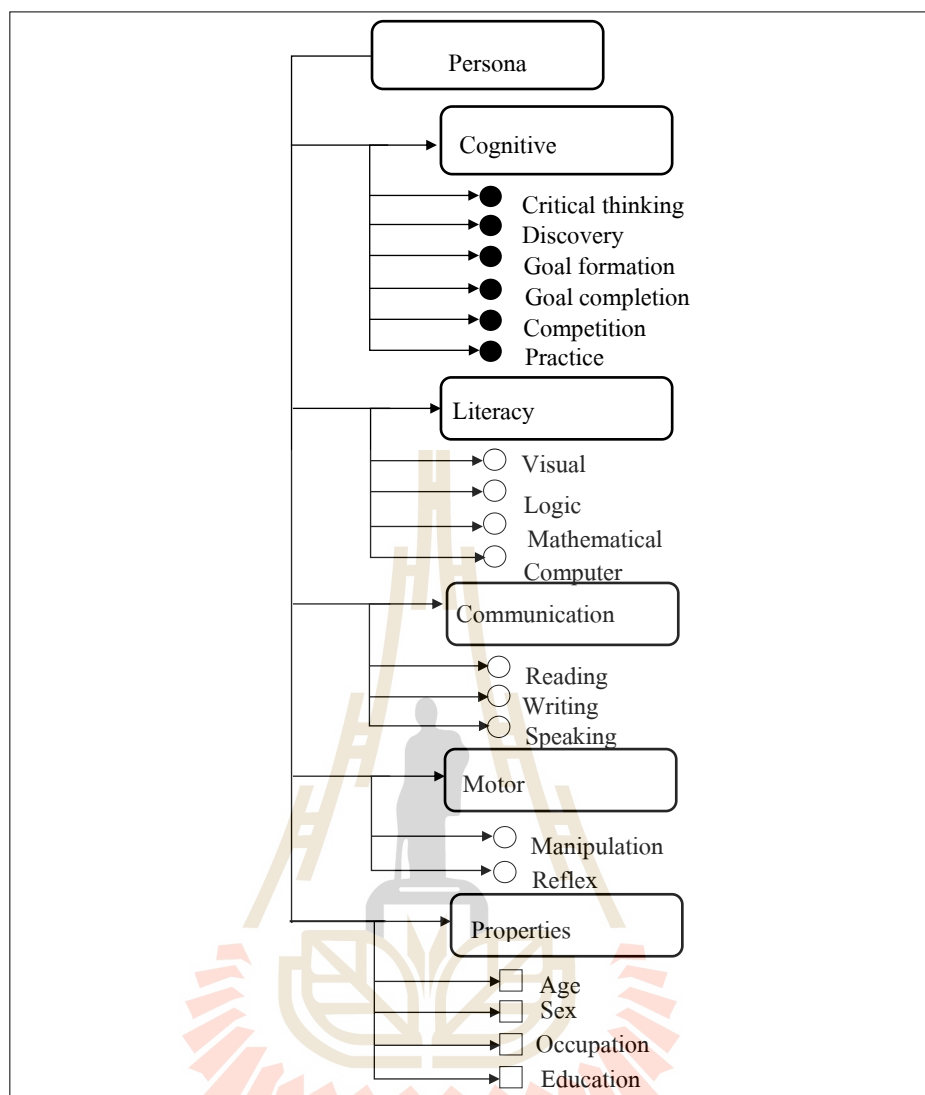 Persona
Cognitive
Critical thinking
Discovery
Goal formation
Goal completion
Competition
Practice
Literacy
Visual
Logic
Mathematical
Computer
Communication
Reading
Writing
Speaking
Motor
Manipulation
Reflex
Properties
Age
Sex
Occupation
Education